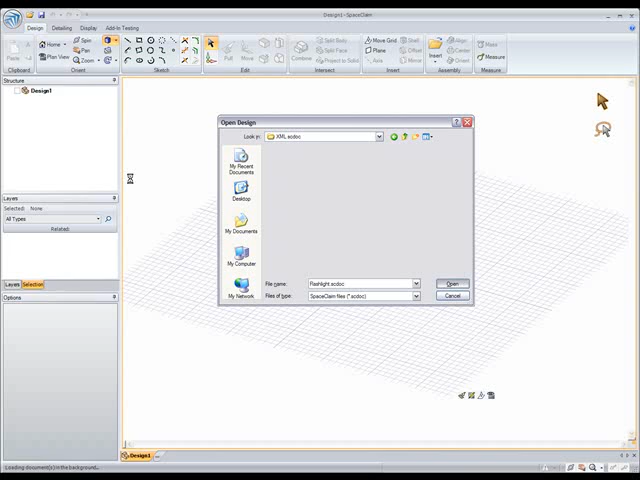 Design1 - SpaceClaim
Design Detailing Display Add-In Testing
Paste Home Spin Plan View Pan Zoom
Pull Move Fill Combine Split Body Split Face Project to Solid
Move Grid Plane Axis Shell Offset Mirror
Insert Align Center Orient
Mass Measure
Clipboard Orient Sketch Edit Intersect Insert Assembly Measure
Structure
Design1
Open Design
Look in: XML scdoc
My Recent
Documents
Desktop
My Documents
My Computer
My Network
File name: Flashlight.scdoc Open
Files of type: SpaceClaim files (*.scdoc) Cancel
Layers
Selected: None
All Types
Related:
Layers Selection
Options
Design1
Loading document(s) in the background...